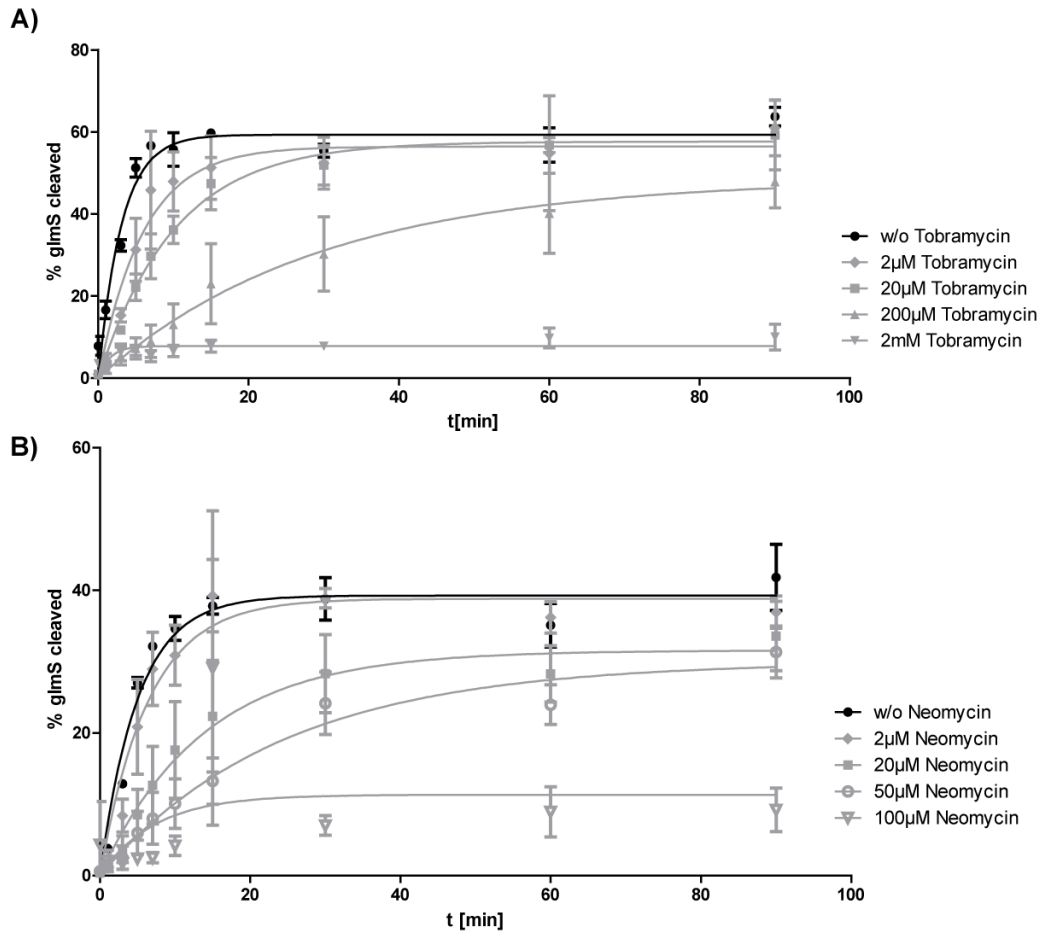 A)
80
60
40
20
0
% glmS cleaved
0 20 40 60 80 100
t[min]
w/o Tobramycin
2µM Tobramycin
20µM Tobramycin
200µM Tobramycin
2mM Tobramycin
B)
60
40
20
0
% glmS cleaved
0 20 40 60 80 100
t [min]
w/o Neomycin
2µM Neomycin
20µM Neomycin
50µM Neomycin
100µM Neomycin